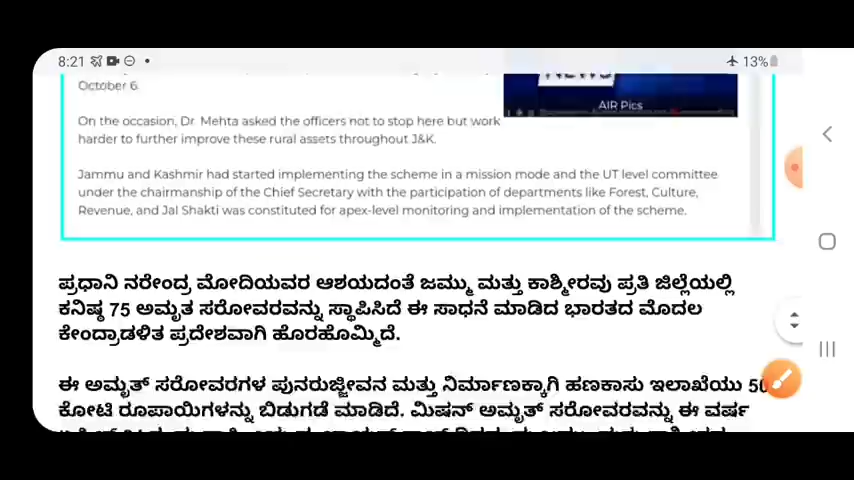 8:21
13%
October 6.
AIR Pics
On the occasion, Dr. Mehta asked the officers not to stop here but work
harder to further improve these rural assets throughout J&K.
Jammu and Kashmir had started implementing the scheme in a mission mode and the UT level committee
under the chairmanship of the Chief Secretary with the participation of departments like Forest, Culture,
Revenue, and Jal Shakti was constituted for apex-level monitoring and implementation of the scheme.
ಪ್ರಧಾನಿ ನರೇಂದ್ರ ಮೋದಿಯವರ ಆಶಯದಂತೆ ಜಮ್ಮು ಮತ್ತು ಕಾಶ್ಮೀರವು ಪ್ರತಿ ಜಿಲ್ಲೆಯಲ್ಲಿ
ಕನಿಷ್ಠ 75 ಅಮೃತ ಸರೋವರವನ್ನು ಸ್ಥಾಪಿಸಿದೆ ಈ ಸಾಧನೆ ಮಾಡಿದ ಭಾರತದ ಮೊದಲ
ಕೇಂದ್ರಾಡಳಿತ ಪ್ರದೇಶವಾಗಿ ಹೊರಹೊಮ್ಮಿದೆ.
ಈ ಅಮೃತ್ ಸರೋವರಗಳ ಪುನರುಜ್ಜೀವನ ಮತ್ತು ನಿರ್ಮಾಣಕ್ಕಾಗಿ ಹಣಕಾಸು ಇಲಾಖೆಯು 50
ಕೋಟಿ ರೂಪಾಯಿಗಳನ್ನು ಬಿಡುಗಡೆ ಮಾಡಿದೆ. ಮಿಷನ್ ಅಮೃತ್ ಸರೋವರವನ್ನು ಈ ವರ್ಷ